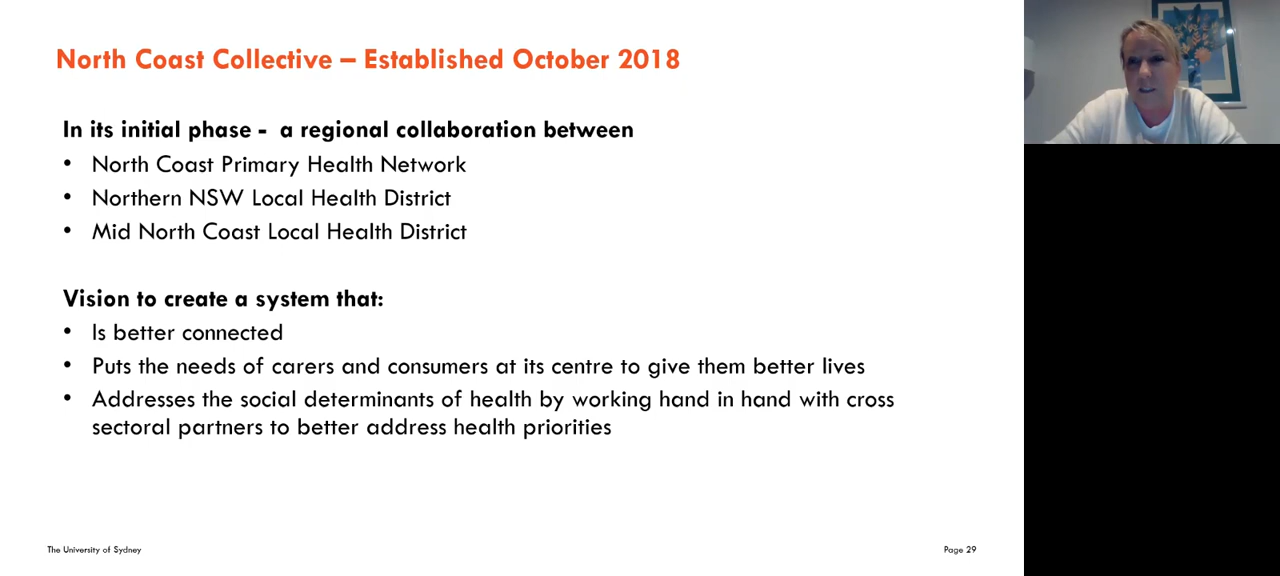 North Coast Collective – Established October 2018
In its initial phase - a regional collaboration between
• North Coast Primary Health Network
• Northern NSW Local Health District
• Mid North Coast Local Health District
Vision to create a system that:
• Is better connected
• Puts the needs of carers and consumers at its centre to give them better lives
• Addresses the social determinants of health by working hand in hand with cross
sectoral partners to better address health priorities
The University of Sydney
Page 29